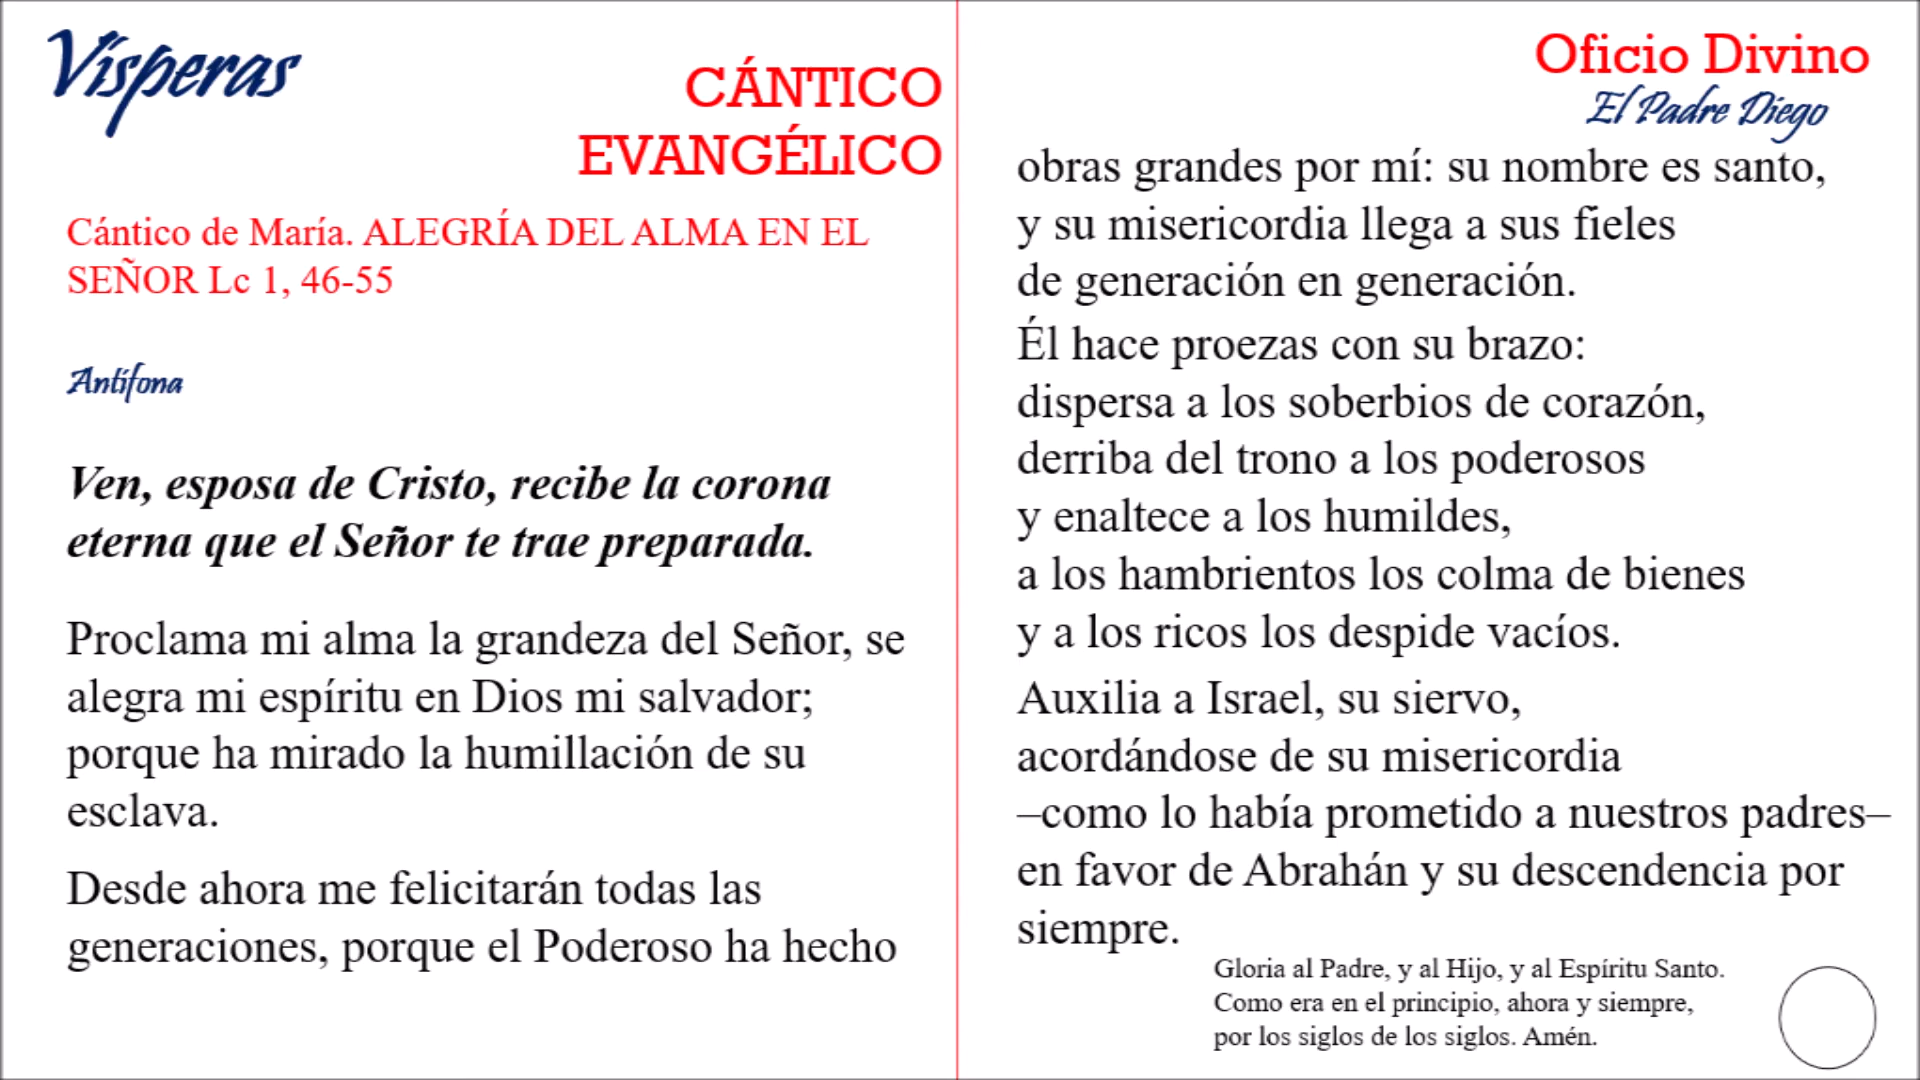 Vísperas
CÁNTICO
EVANGÉLICO
Cántico de María. ALEGRÍA DEL ALMA EN EL
SEÑOR Lc 1, 46-55
Antífona
Ven, esposa de Cristo, recibe la corona
eterna que el Señor te trae preparada.
Proclama mi alma la grandeza del Señor, se
alegra mi espíritu en Dios mi salvador;
porque ha mirado la humillación de su
esclava.
Desde ahora me felicitarán todas las
generaciones, porque el Poderoso ha hecho
Oficio Divino
El Padre Diego
obras grandes por mí: su nombre es santo,
y su misericordia llega a sus fieles
de generación en generación.
Él hace proezas con su brazo:
dispersa a los soberbios de corazón,
derriba del trono a los poderosos
y enaltece a los humildes,
a los hambrientos los colma de bienes
y a los ricos los despide vacíos.
Auxilia a Israel, su siervo,
acordándose de su misericordia
–como lo había prometido a nuestros padres–
en favor de Abrahán y su descendencia por
siempre.
Gloria al Padre, y al Hijo, y al Espíritu Santo.
Como era en el principio, ahora y siempre,
por los siglos de los siglos. Amén.